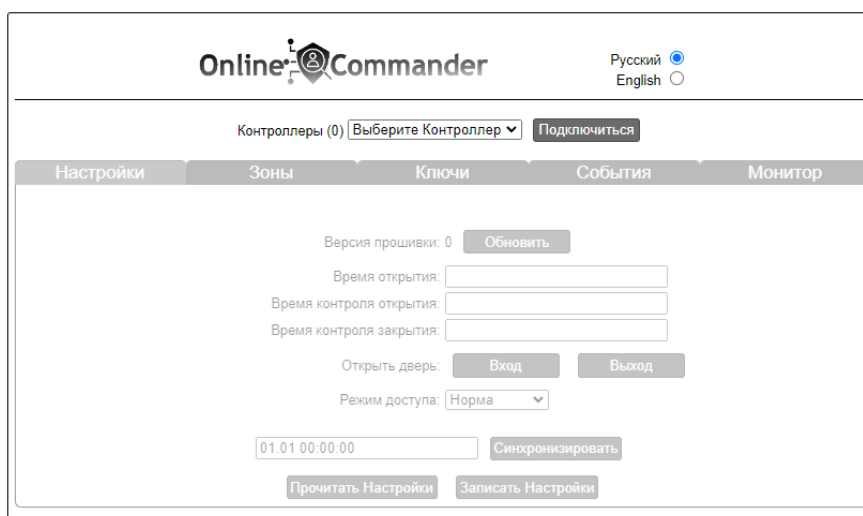 Online Commander
Русский
English
Контроллеры (0) Выберите Контроллер Подключиться
Настройки Зоны Ключи События Монитор
Версия прошивки: 0 Обновить
Время открытия:
Время контроля открытия:
Время контроля закрытия:
Открыть дверь: Вход Выход
Режим доступа: Норма
01.01 00:00:00 Синхронизировать
Прочитать Настройки Записать Настройки